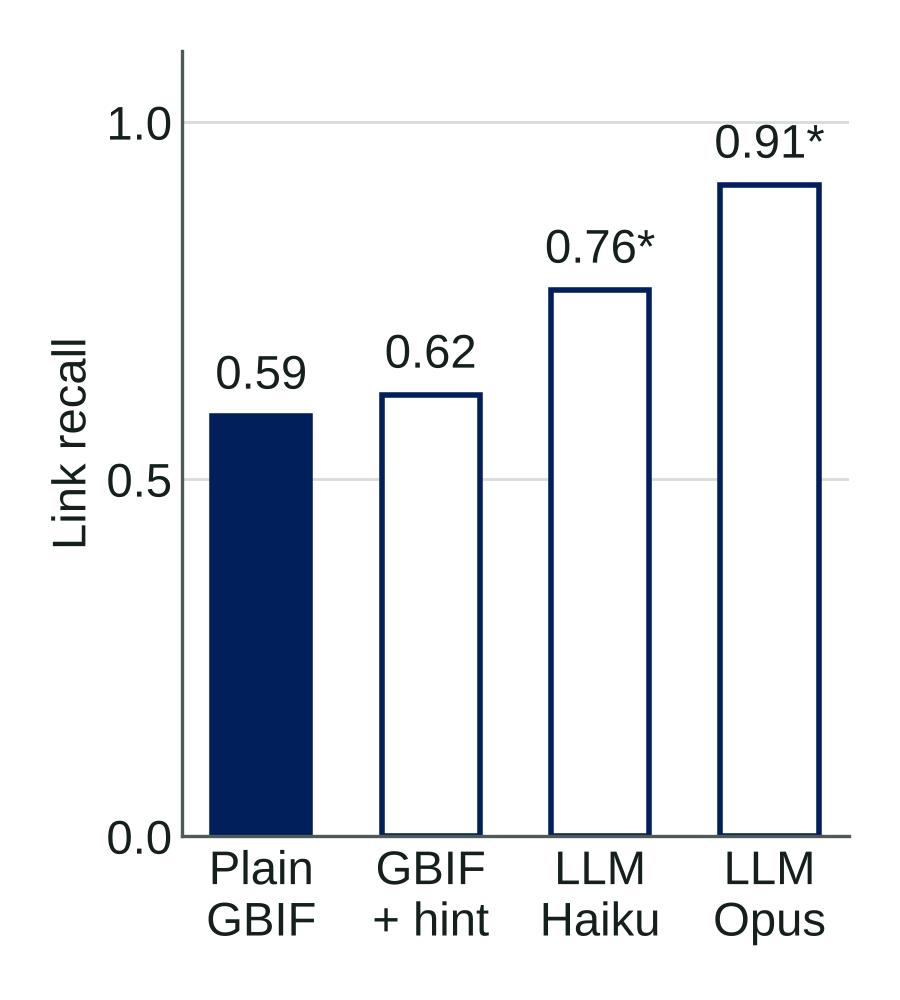 1.0
0.91*
0.76*
0.62
0.59
Link recall
0.5
0.0
Plain GBIF
GBIF + hint
LLM Haiku
LLM Opus